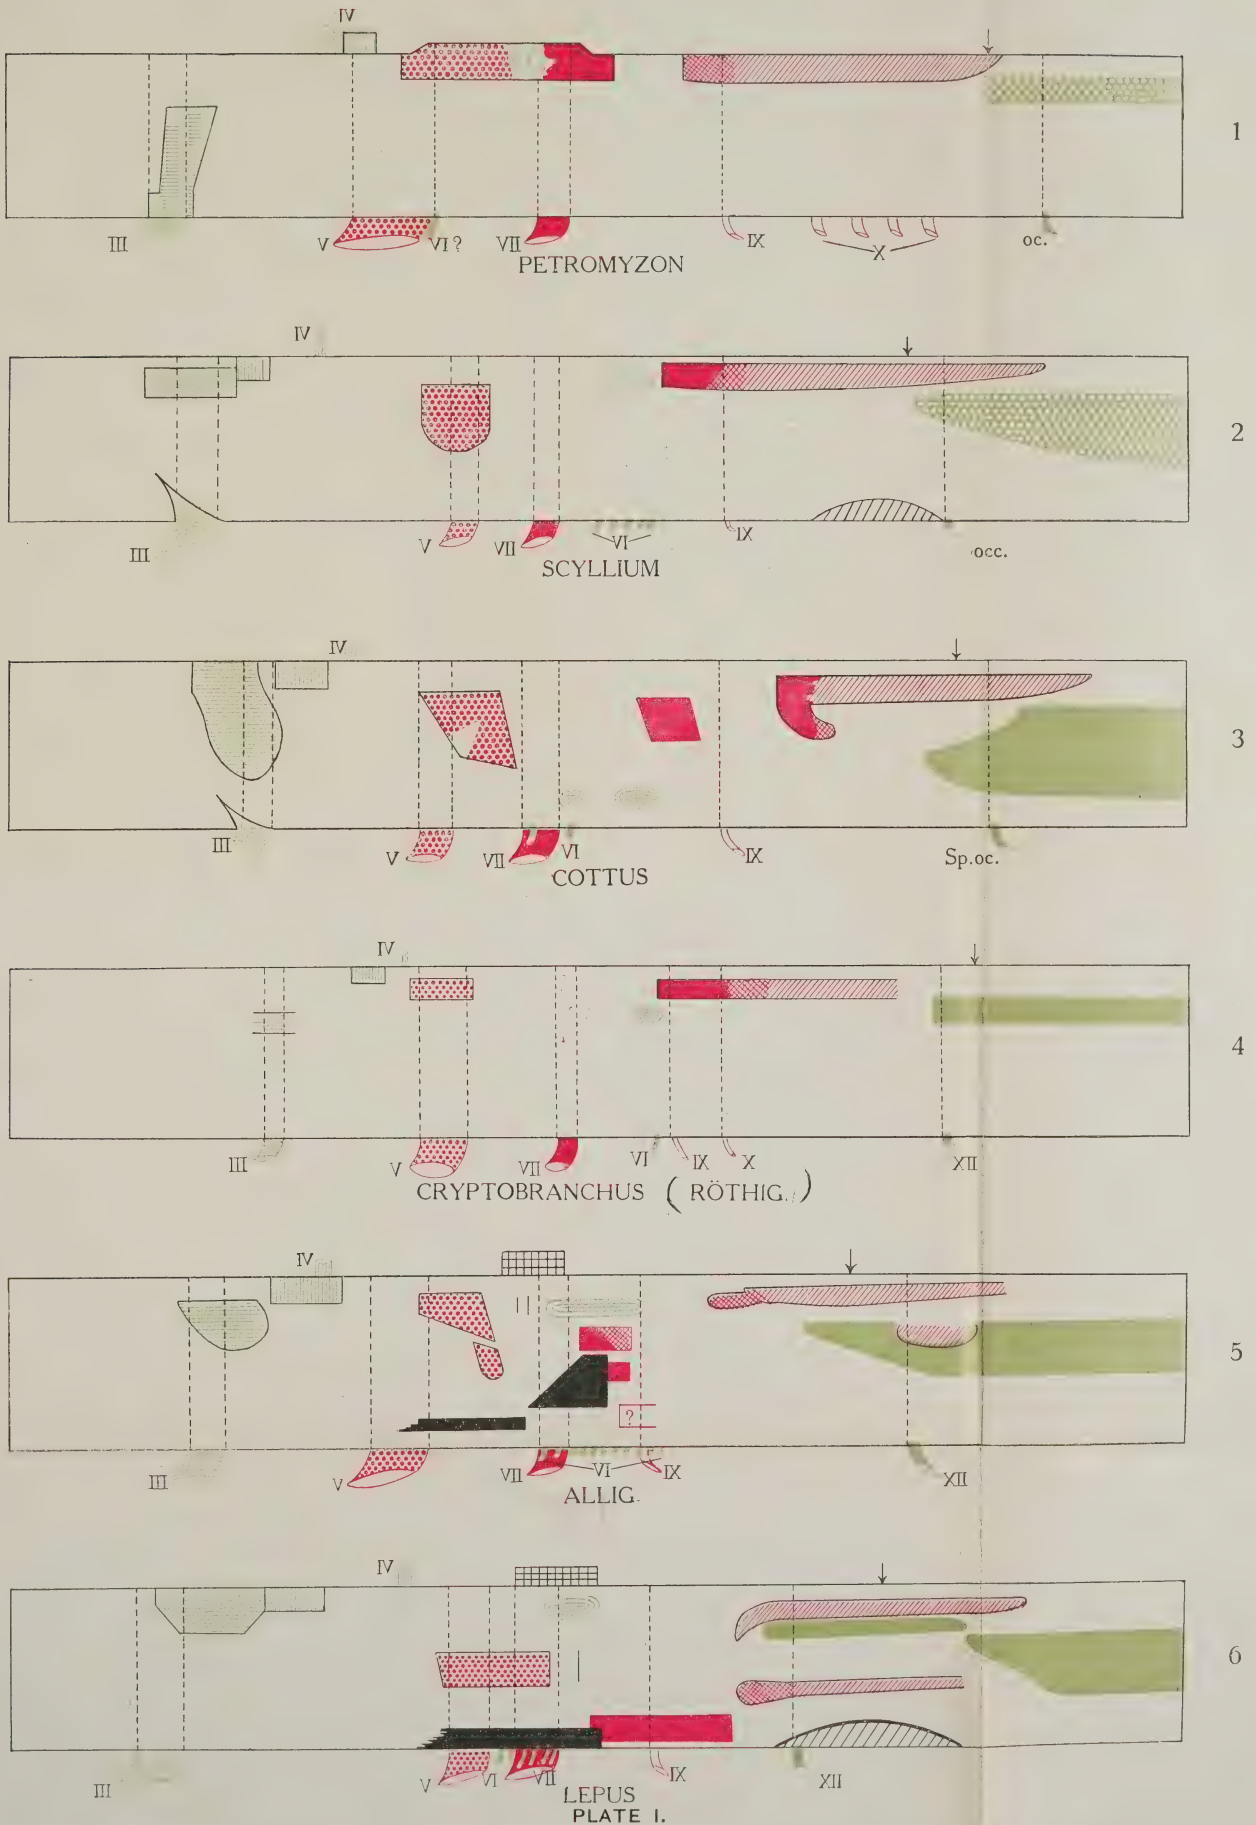 IV
1
III V VI? VII IX X oc.
PETROMYZON
IV
2
III V VII VI IX occ.
SCYLLIUM
IV
3
III V VII VI IX Sp.oc.
COTTUS
IV
4
III V VII VI IX X XII
CRYPTOBRANCHUS (RÖTHIG.)
IV
5
?
III V VII VI IX XII
ALLIG.
IV
6
III V VI VII IX XII
LEPUS
PLATE I.